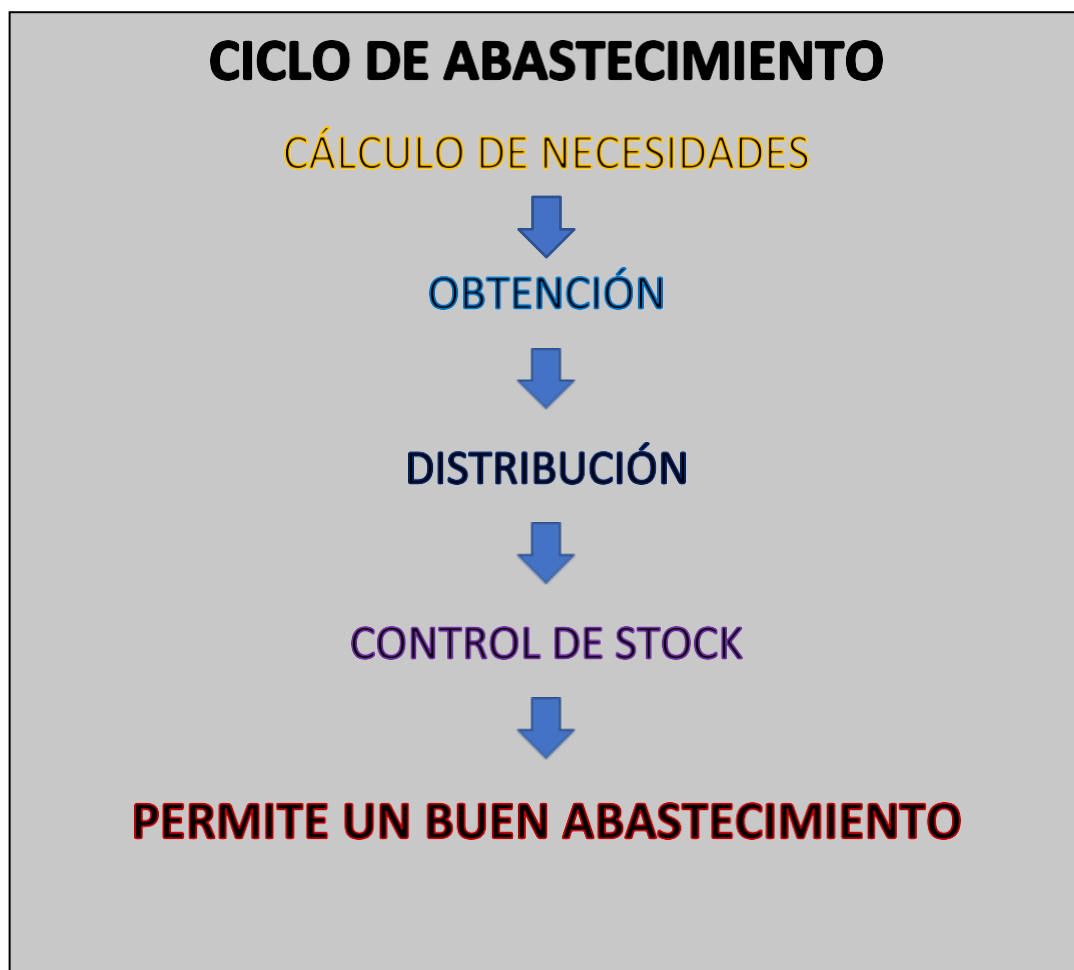 CICLO DE ABASTECIMIENTO
CÁLCULO DE NECESIDADES
OBTENCIÓN
DISTRIBUCIÓN
CONTROL DE STOCK
PERMITE UN BUEN ABASTECIMIENTO